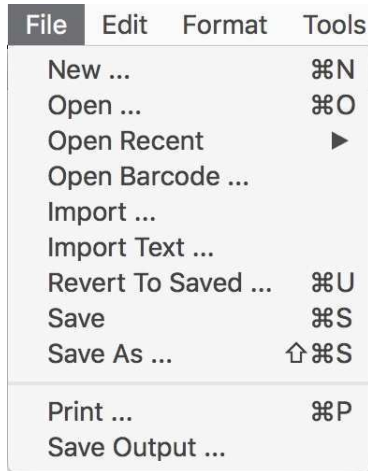 File Edit Format Tools
New ... ⌘N
Open ... ⌘O
Open Recent ▶
Open Barcode ...
Import ...
Import Text ...
Revert To Saved ... ⌘U
Save ⌘S
Save As ... ⇧⌘S
Print ... ⌘P
Save Output ...